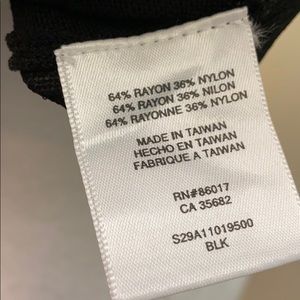 64% RAYON 36% NYLON
64% RAYON 36% NILON
64% RAYONNE 36% NYLON
MADE IN TAIWAN
HECHO EN TAIWAN
FABRIQUE A TAIWAN
RN#86017
CA 35682
S29A11019500
BLK